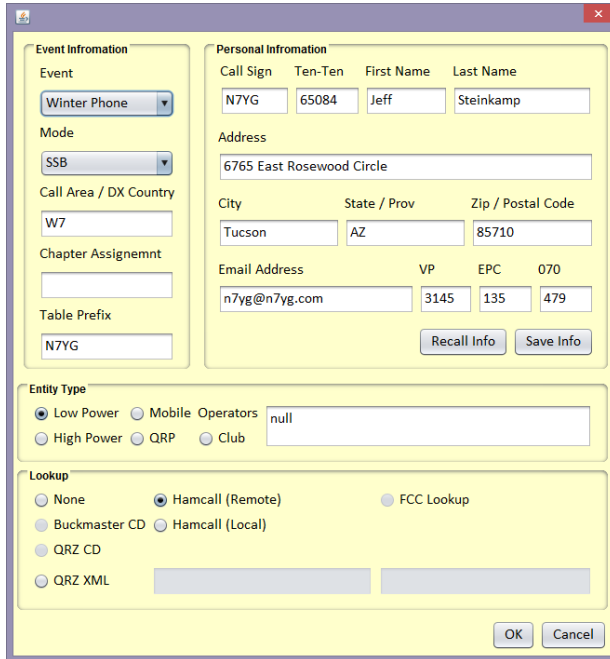 Event Infromation
Event
Winter Phone
Mode
SSB
Call Area / DX Country
W7
Chapter Assignemnt
Table Prefix
N7YG
Personal Infromation
Call Sign Ten-Ten First Name Last Name
N7YG 65084 Jeff Steinkamp
Address
6765 East Rosewood Circle
City State / Prov Zip / Postal Code
Tucson AZ 85710
Email Address VP EPC 070
n7yg@n7yg.com 3145 135 479
Recall Info Save Info
Entity Type
Low Power Mobile Operators null
High Power QRP Club
Lookup
None Hamcall (Remote) FCC Lookup
Buckmaster CD Hamcall (Local)
QRZ CD
QRZ XML
OK Cancel